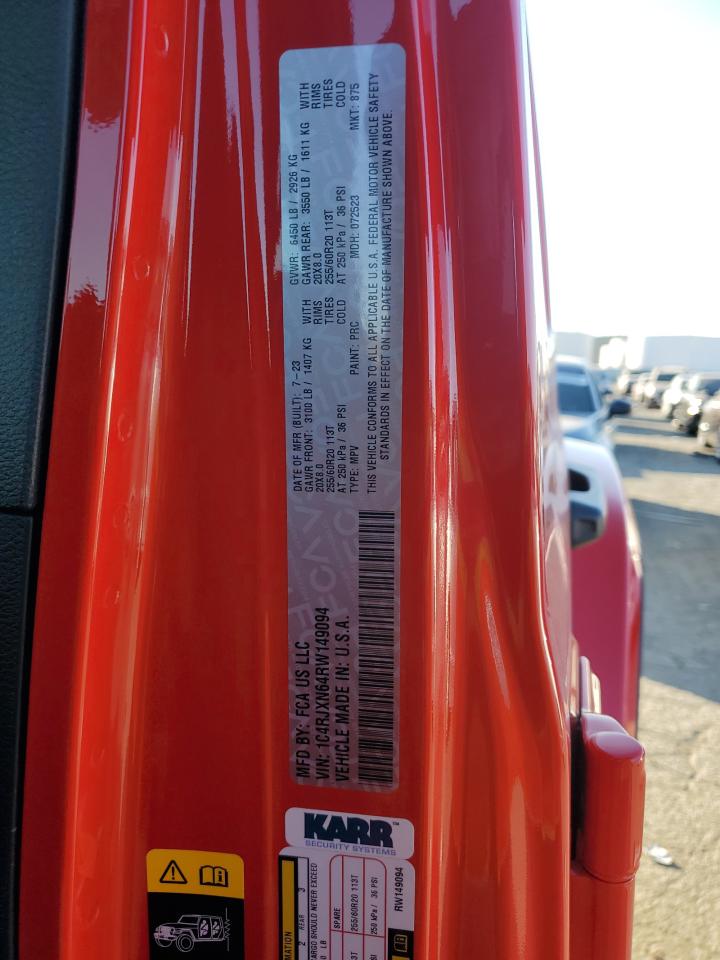 MFD BY: FCA US LLC
VIN: 1C4RJXN64RW149094
VEHICLE MADE IN: U.S.A.
DATE OF MFR (BUILT): 7-23
GAWR FRONT: 3100 LB / 1407 KG WITH
20X8.0 RIMS
255/60R20 113T TIRES
AT 250 kPa / 36 PSI COLD
TYPE: MPV PAINT: PRC
GVWR: 6450 LB / 2926 KG
GAWR REAR: 3550 LB / 1611 KG WITH
20X8.0 RIMS
255/60R20 113T TIRES
AT 250 kPa / 36 PSI COLD
MDH: 072523 MKT: 875
THIS VEHICLE CONFORMS TO ALL APPLICABLE U.S.A. FEDERAL MOTOR VEHICLE SAFETY
STANDARDS IN EFFECT ON THE DATE OF MANUFACTURE SHOWN ABOVE.
KARR™
SECURITY SYSTEMS
2 REAR 3
LB
SPARE
255/60R20 113T
250 kPa / 36 PSI
RW149094